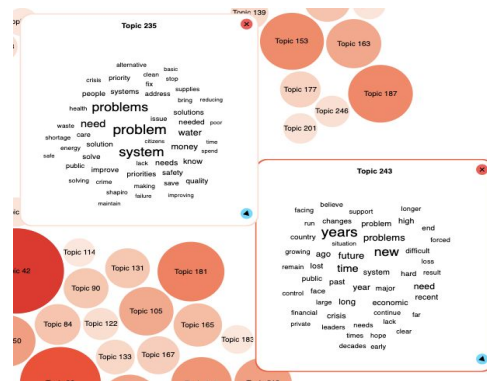 Topic 139
Topic 153
Topic 163
Topic 177
Topic 187
Topic 246
Topic 201
Topic 235
alternative
basic
crisis priority clean stop
fix
people systems address supplies
bring reducing
health problems solutions
need issue needed poor
waste problem water
shortage care citizens time
energy solution system money spend
safe solve lack needs know
public improve priorities safety
solving crime making save quality
shapiro failure improving
maintain
Topic 243
believe
facing support longer
run changes problem high end
country years problems forced
situation
growing ago future new difficult
loss
remain lost time system hard result
public past need
control face year major recent
large long economic
financial crisis continue far
private leaders needs lack clear
times hope
decades early
ic 42
Topic 114
Topic 131
Topic 181
Topic 90
Topic 105
Topic 84
Topic 122
Topic 165
Topic 183
50
Topic 133
Topic 167